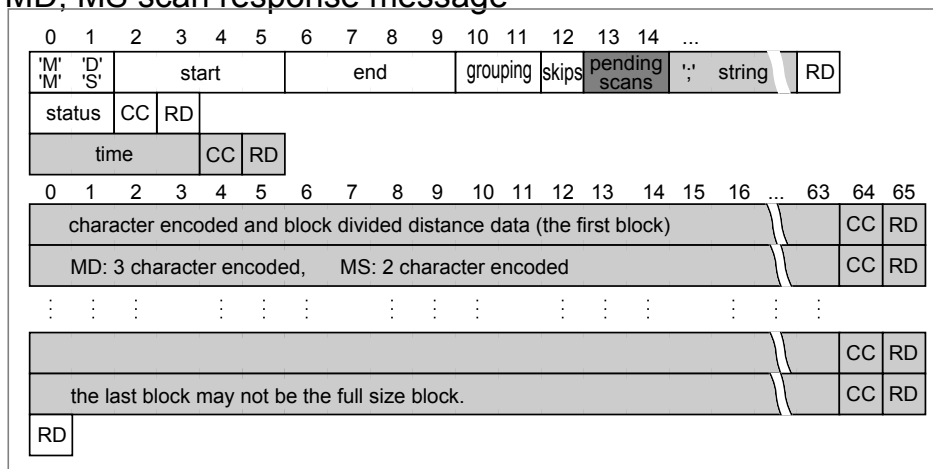 MD, MS scan response message
0 1 2 3 4 5 6 7 8 9 10 11 12 13 14 ...
'M' 'D' start end grouping skips pending scans ';' string RD
'M' 'S'
status CC RD
time CC RD
0 1 2 3 4 5 6 7 8 9 10 11 12 13 14 15 16 ... 63 64 65
character encoded and block divided distance data (the first block) CC RD
MD: 3 character encoded, MS: 2 character encoded CC RD
CC RD
the last block may not be the full size block. CC RD
RD